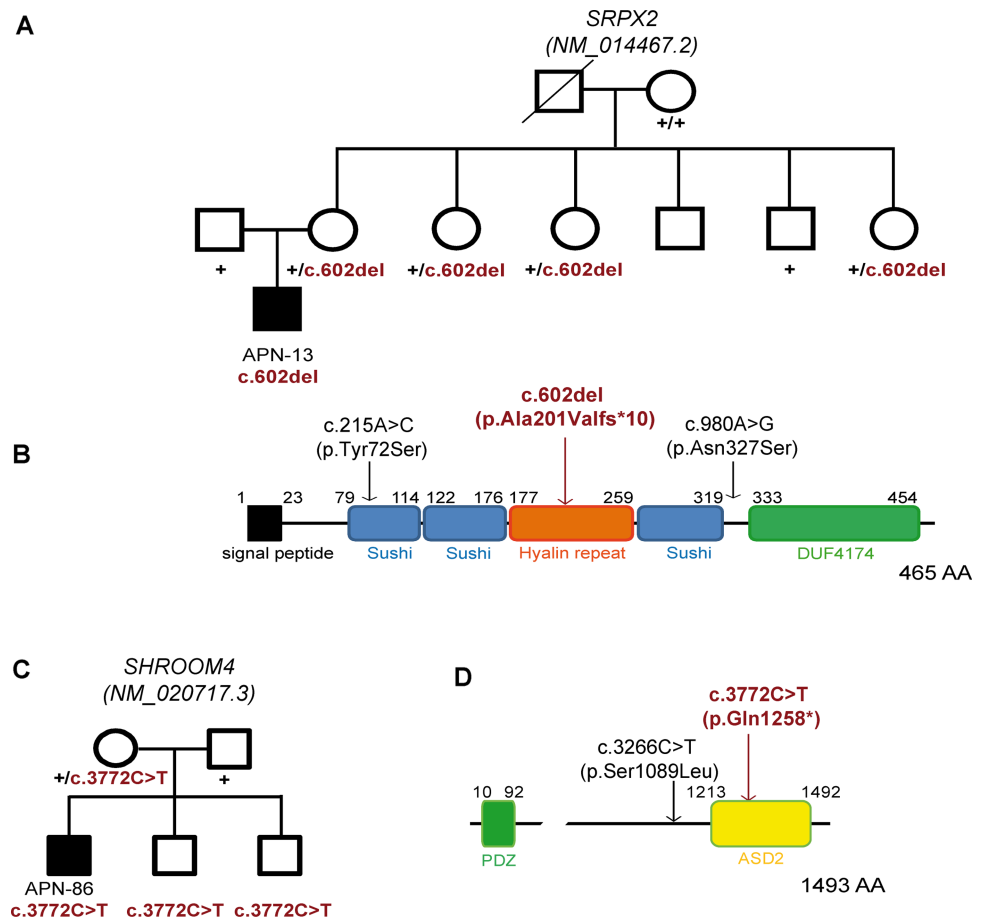 A
SRPX2
(NM_014467.2)
+/+
+
+/c.602del
+/c.602del
+/c.602del
+
+/c.602del
APN-13
c.602del
B
c.215A>C
(p.Tyr72Ser)
c.602del
(p.Ala201Valfs*10)
c.980A>G
(p.Asn327Ser)
1 23 79 114 122 176 177 259 319 333 454
signal peptide Sushi Sushi Hyalin repeat Sushi DUF4174
465 AA
C
SHROOM4
(NM_020717.3)
+/c.3772C>T
+
APN-86
c.3772C>T c.3772C>T c.3772C>T
D
c.3772C>T
(p.Gln1258*)
c.3266C>T
(p.Ser1089Leu)
10 92 1213 1492
PDZ ASD2
1493 AA